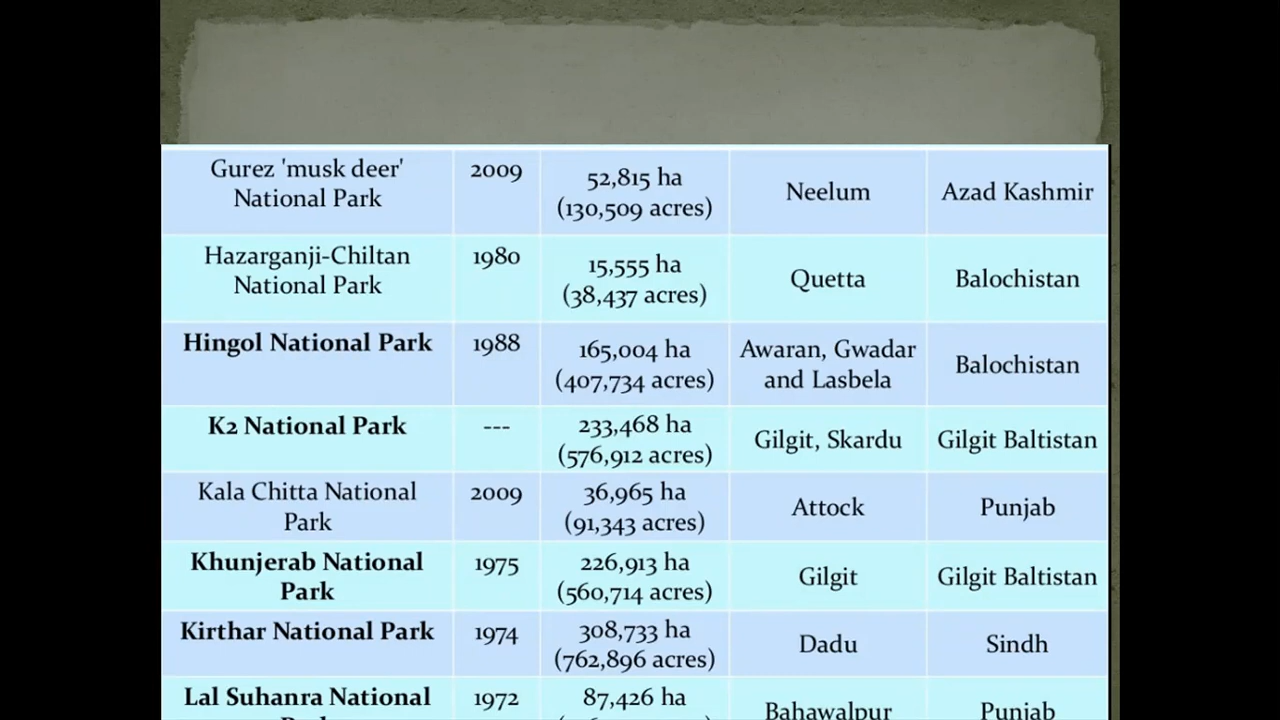 Gurez 'musk deer'
National Park
2009
52,815 ha
(130,509 acres)
Neelum
Azad Kashmir
Hazarganji-Chiltan
National Park
1980
15,555 ha
(38,437 acres)
Quetta
Balochistan
Hingol National Park
1988
165,004 ha
(407,734 acres)
Awaran, Gwadar
and Lasbela
Balochistan
K2 National Park
---
233,468 ha
(576,912 acres)
Gilgit, Skardu
Gilgit Baltistan
Kala Chitta National
Park
2009
36,965 ha
(91,343 acres)
Attock
Punjab
Khunjerab National
Park
1975
226,913 ha
(560,714 acres)
Gilgit
Gilgit Baltistan
Kirthar National Park
1974
308,733 ha
(762,896 acres)
Dadu
Sindh
Lal Suhanra National
1972
87,426 ha
Bahawalpur
Punjab